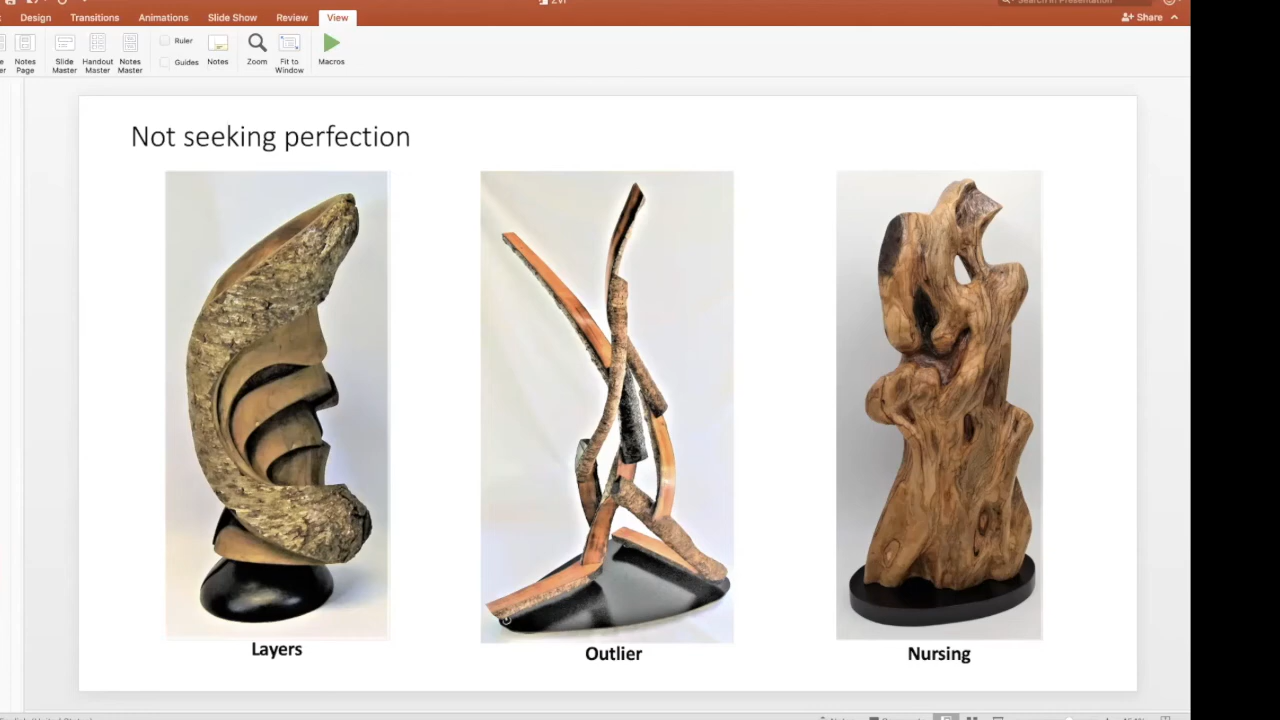 Design Transitions Animations Slide Show Review View
Share
Notes Page
Slide Master
Handout Master
Notes Master
Ruler
Guides
Notes
Zoom
Fit to Window
Macros
Not seeking perfection
Layers
Outlier
Nursing